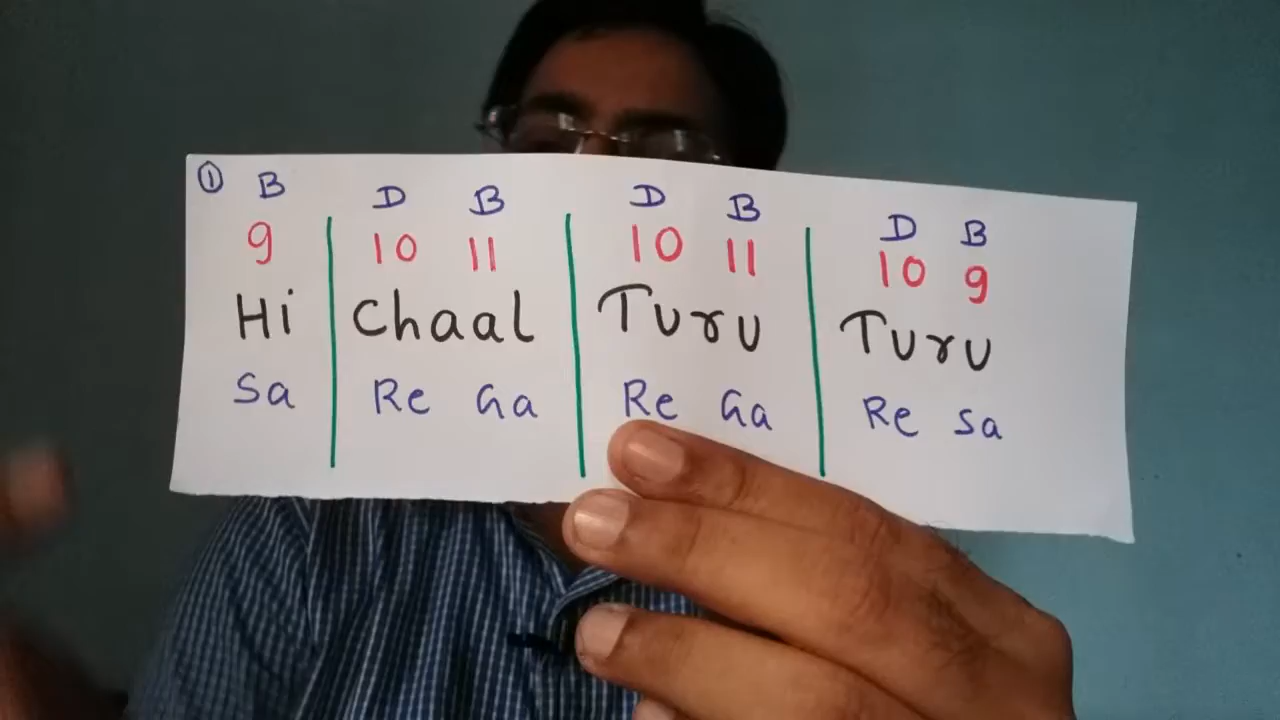 ① B D B D B D B
9 10 11 10 11 10 9
Hi Chaal Turu Turu
Sa Re Ga Re Ga Re Sa